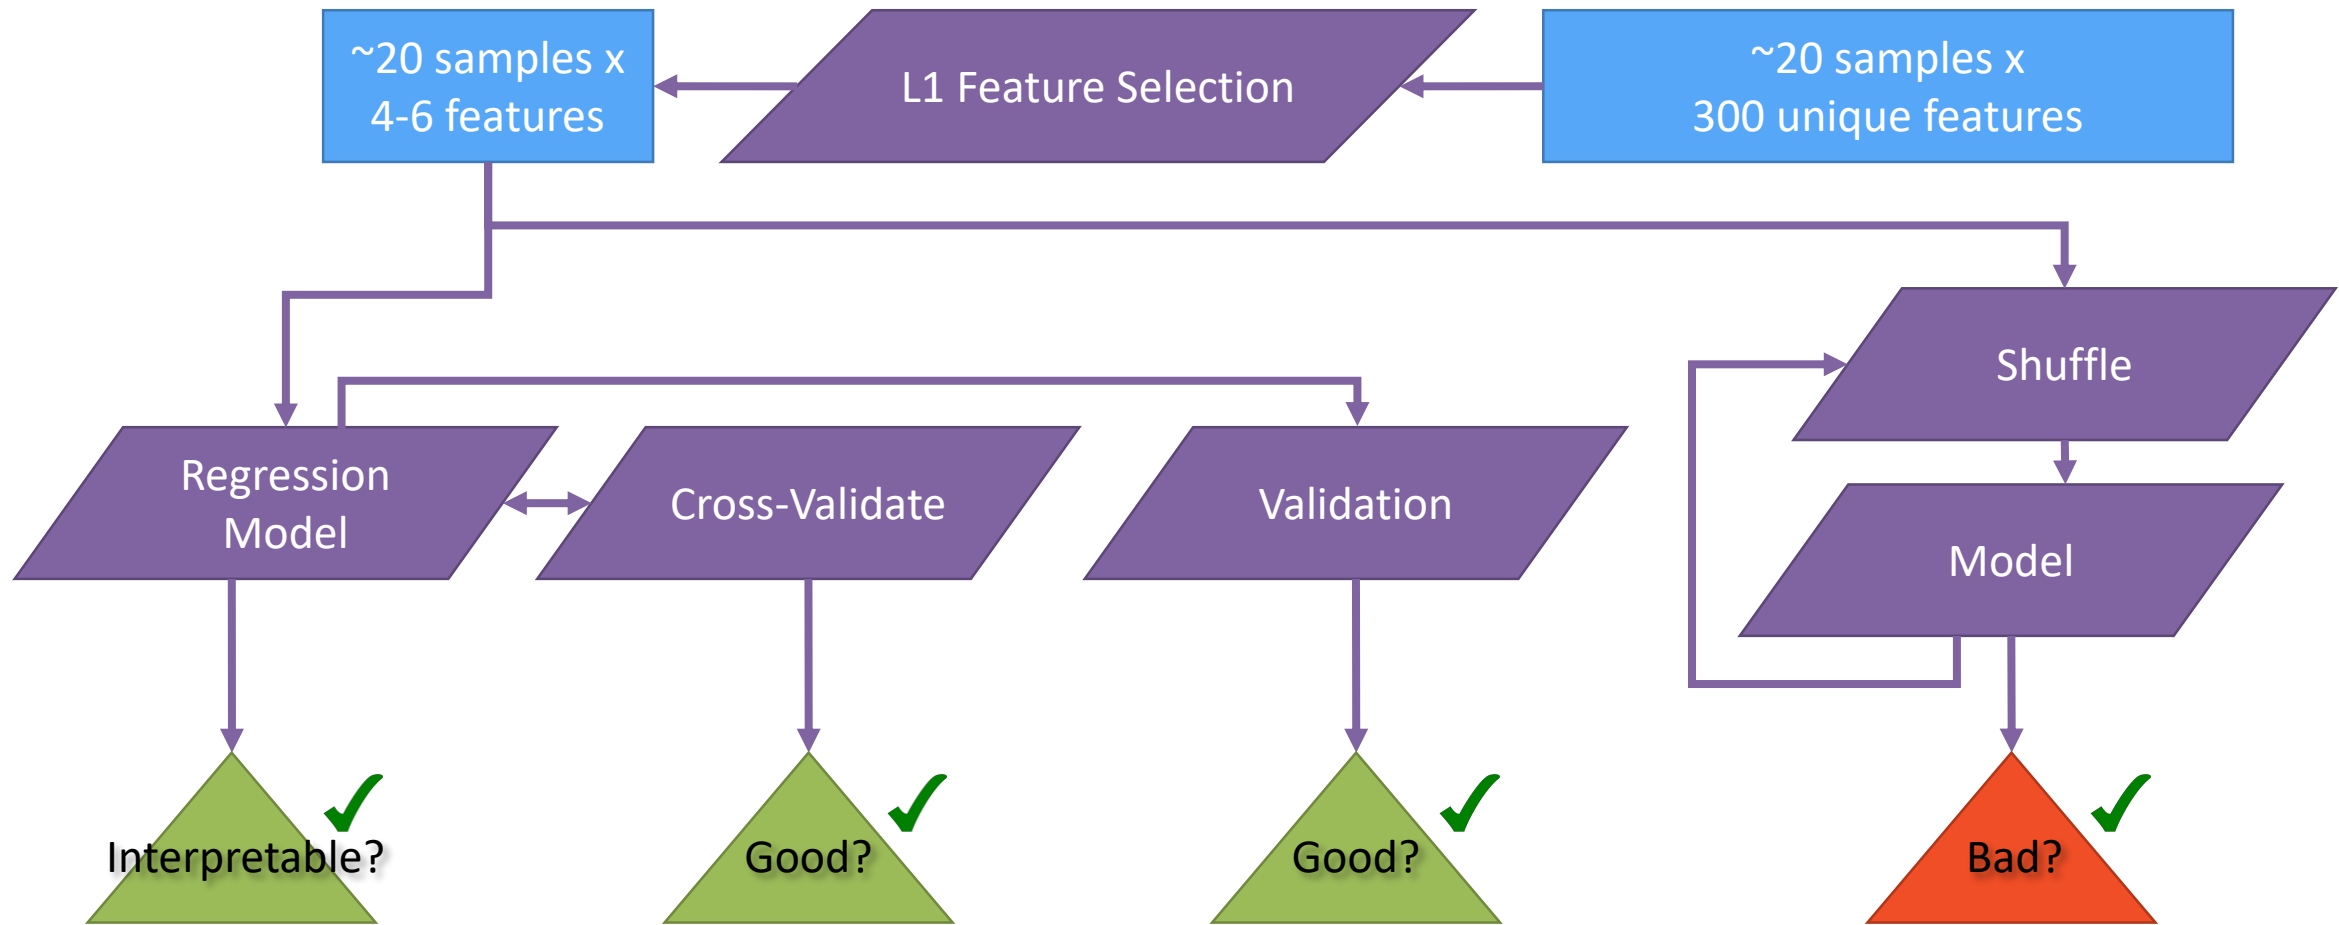 ~20 samples x
4-6 features
L1 Feature Selection
~20 samples x
300 unique features
Shuffle
Regression
Model
Cross-Validate
Validation
Model
Interpretable?
Good?
Good?
Bad?